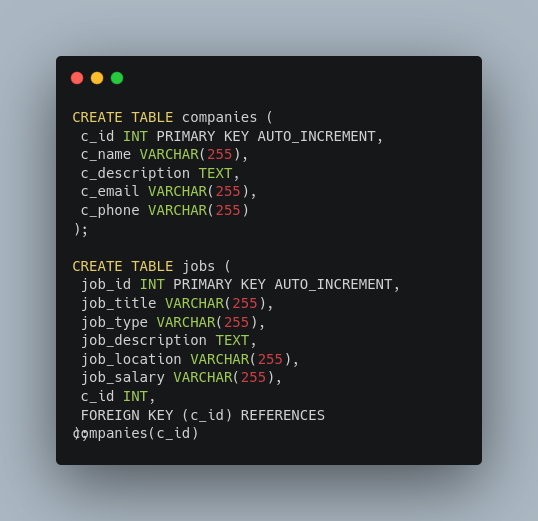 CREATE TABLE companies (
c_id INT PRIMARY KEY AUTO_INCREMENT,
c_name VARCHAR(255),
c_description TEXT,
c_email VARCHAR(255),
c_phone VARCHAR(255)
);
CREATE TABLE jobs (
job_id INT PRIMARY KEY AUTO_INCREMENT,
job_title VARCHAR(255),
job_type VARCHAR(255),
job_description TEXT,
job_location VARCHAR(255),
job_salary VARCHAR(255),
c_id INT,
FOREIGN KEY (c_id) REFERENCES
companies(c_id)
);